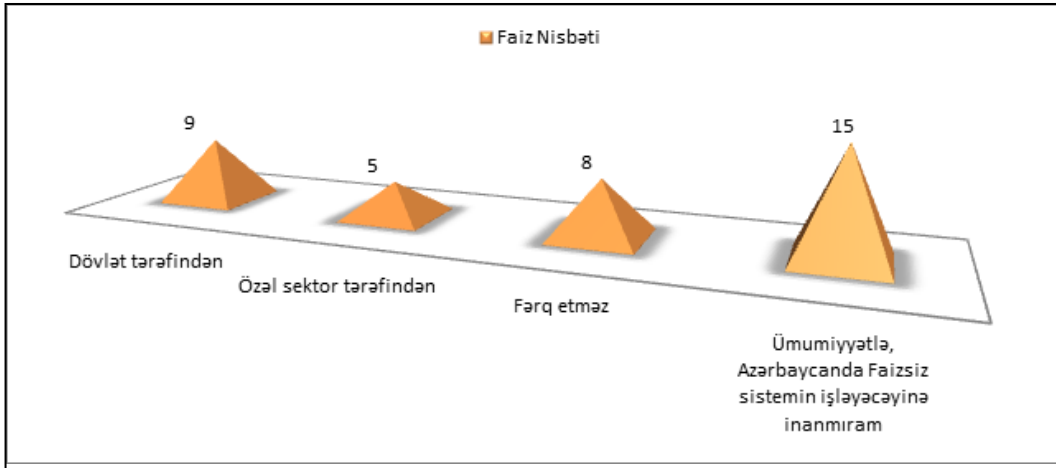 Faiz Nisbəti
9
5
8
15
Dövlət tərəfindən
Özəl sektor tərəfindən
Fərq etməz
Ümumiyyətlə,
Azərbaycanda Faizsiz
sistemin işləyəcəyinə
inanmıram